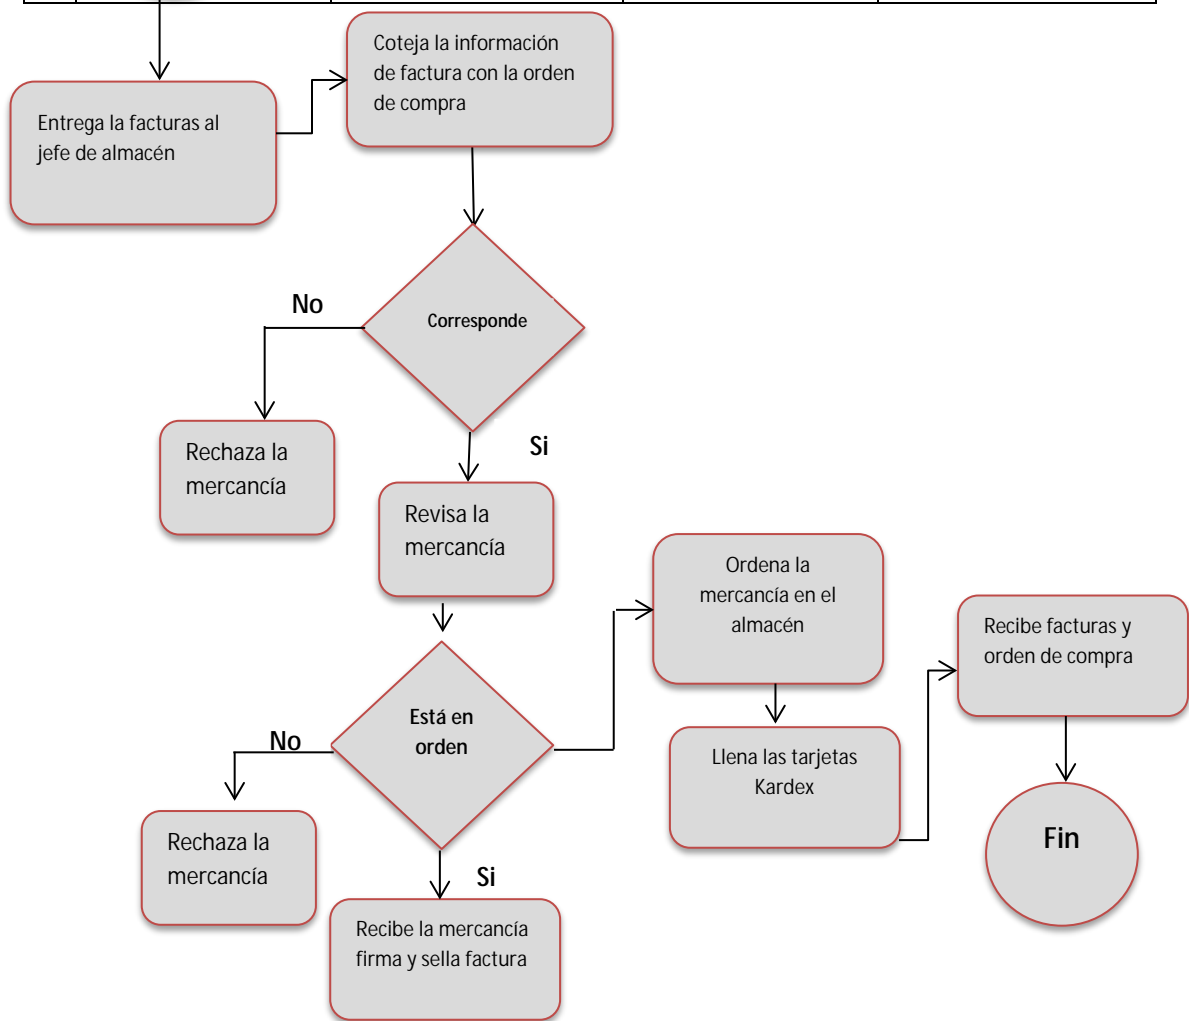 Entrega la facturas al
jefe de almacén
Coteja la información
de factura con la orden
de compra
Corresponde
No
Rechaza la
mercancía
Si
Revisa la
mercancía
Está en
orden
No
Rechaza la
mercancía
Si
Recibe la mercancía
firma y sella factura
Ordena la
mercancía en el
almacén
Llena las tarjetas
Kardex
Recibe facturas y
orden de compra
Fin